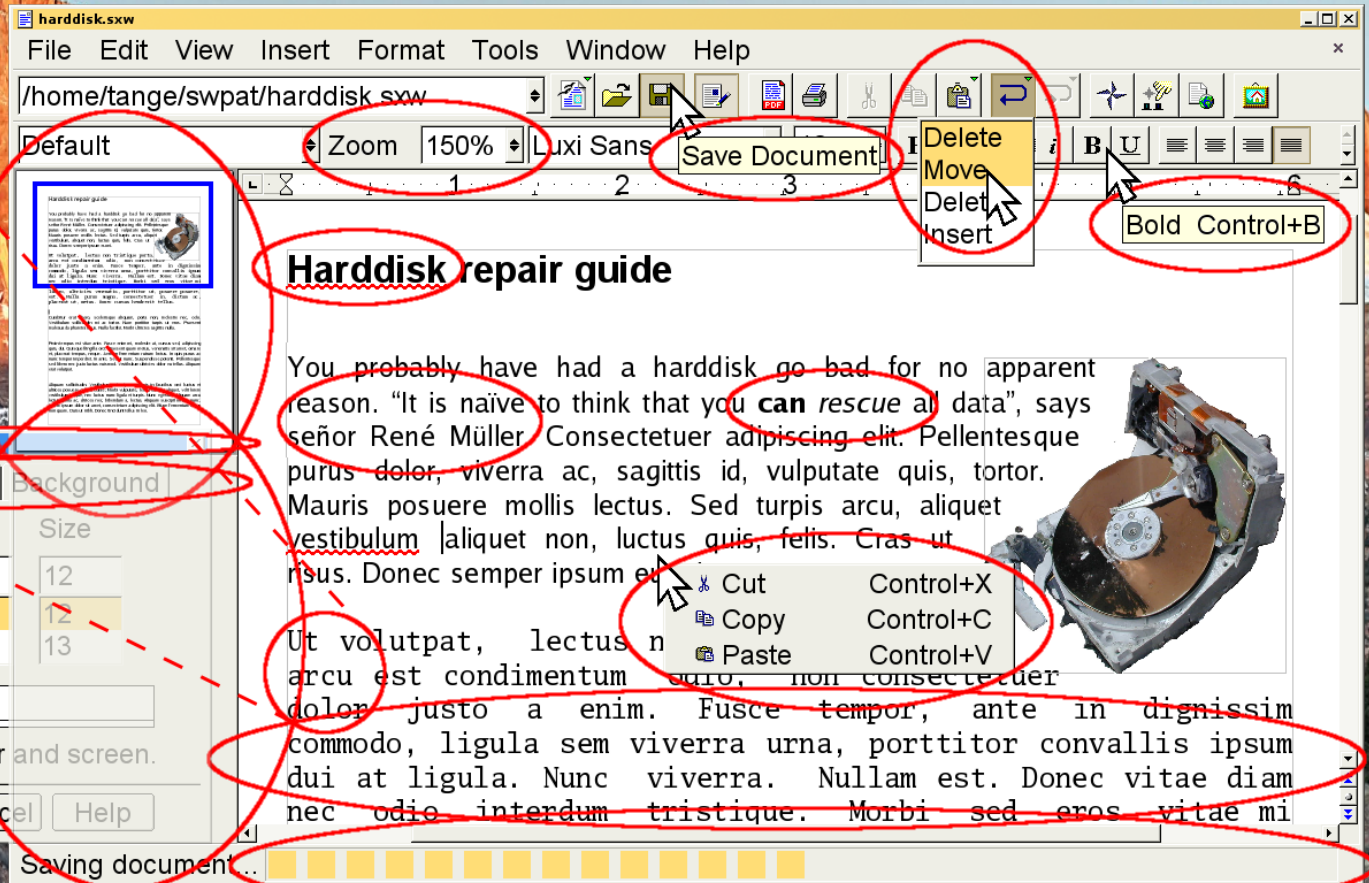 harddisk.sxw
File Edit View Insert Format Tools Window Help
/home/tange/swpat/harddisk.sxw
PDF
Default Zoom 150% Luxi Sans
i B U
Save Document
Delete
Move
Delet
Insert
Bold Control+B
1 2 3 6
Harddisk repair guide
Harddisk repair guide
You probably have had a harddisk go bad for no apparent
reason. “It is naïve to think that you can rescue all data”, says
señor René Müller. Consectetuer adipiscing elit. Pellentesque
purus dolor, viverra ac, sagittis id, vulputate quis, tortor.
Mauris posuere mollis lectus. Sed turpis arcu, aliquet
vestibulum aliquet non, luctus quis, felis. Cras ut
risus. Donec semper ipsum eu
Cut Control+X
Copy Control+C
Paste Control+V
Ut volutpat, lectus n
arcu est condimentum odio, non consectetuer
dolor justo a enim. Fusce tempor, ante in dignissim
commodo, ligula sem viverra urna, porttitor convallis ipsum
dui at ligula. Nunc viverra. Nullam est. Donec vitae diam
nec odio interdum tristique. Morbi sed eros vitae mi
Background
Size
12
12
13
r and screen.
cel Help
Saving document...